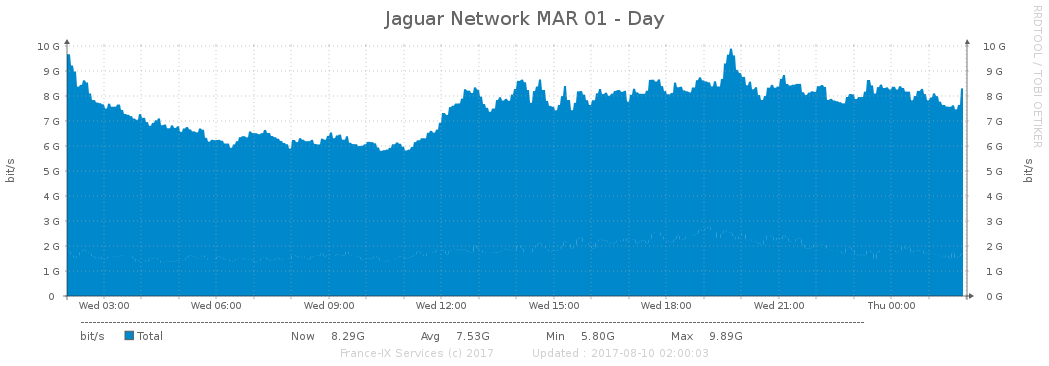 Jaguar Network MAR 01 - Day
RRDTOOL / TOBI OETIKER
bit/s
10 G
9 G
8 G
7 G
6 G
5 G
4 G
3 G
2 G
1 G
0
10 G
9 G
8 G
7 G
6 G
5 G
4 G
3 G
2 G
1 G
0 G
bit/s
Wed 03:00 Wed 06:00 Wed 09:00 Wed 12:00 Wed 15:00 Wed 18:00 Wed 21:00 Thu 00:00
bit/s Total Now 8.29G Avg 7.53G Min 5.80G Max 9.89G
France-IX Services (c) 2017 Updated : 2017-08-10 02:00:03